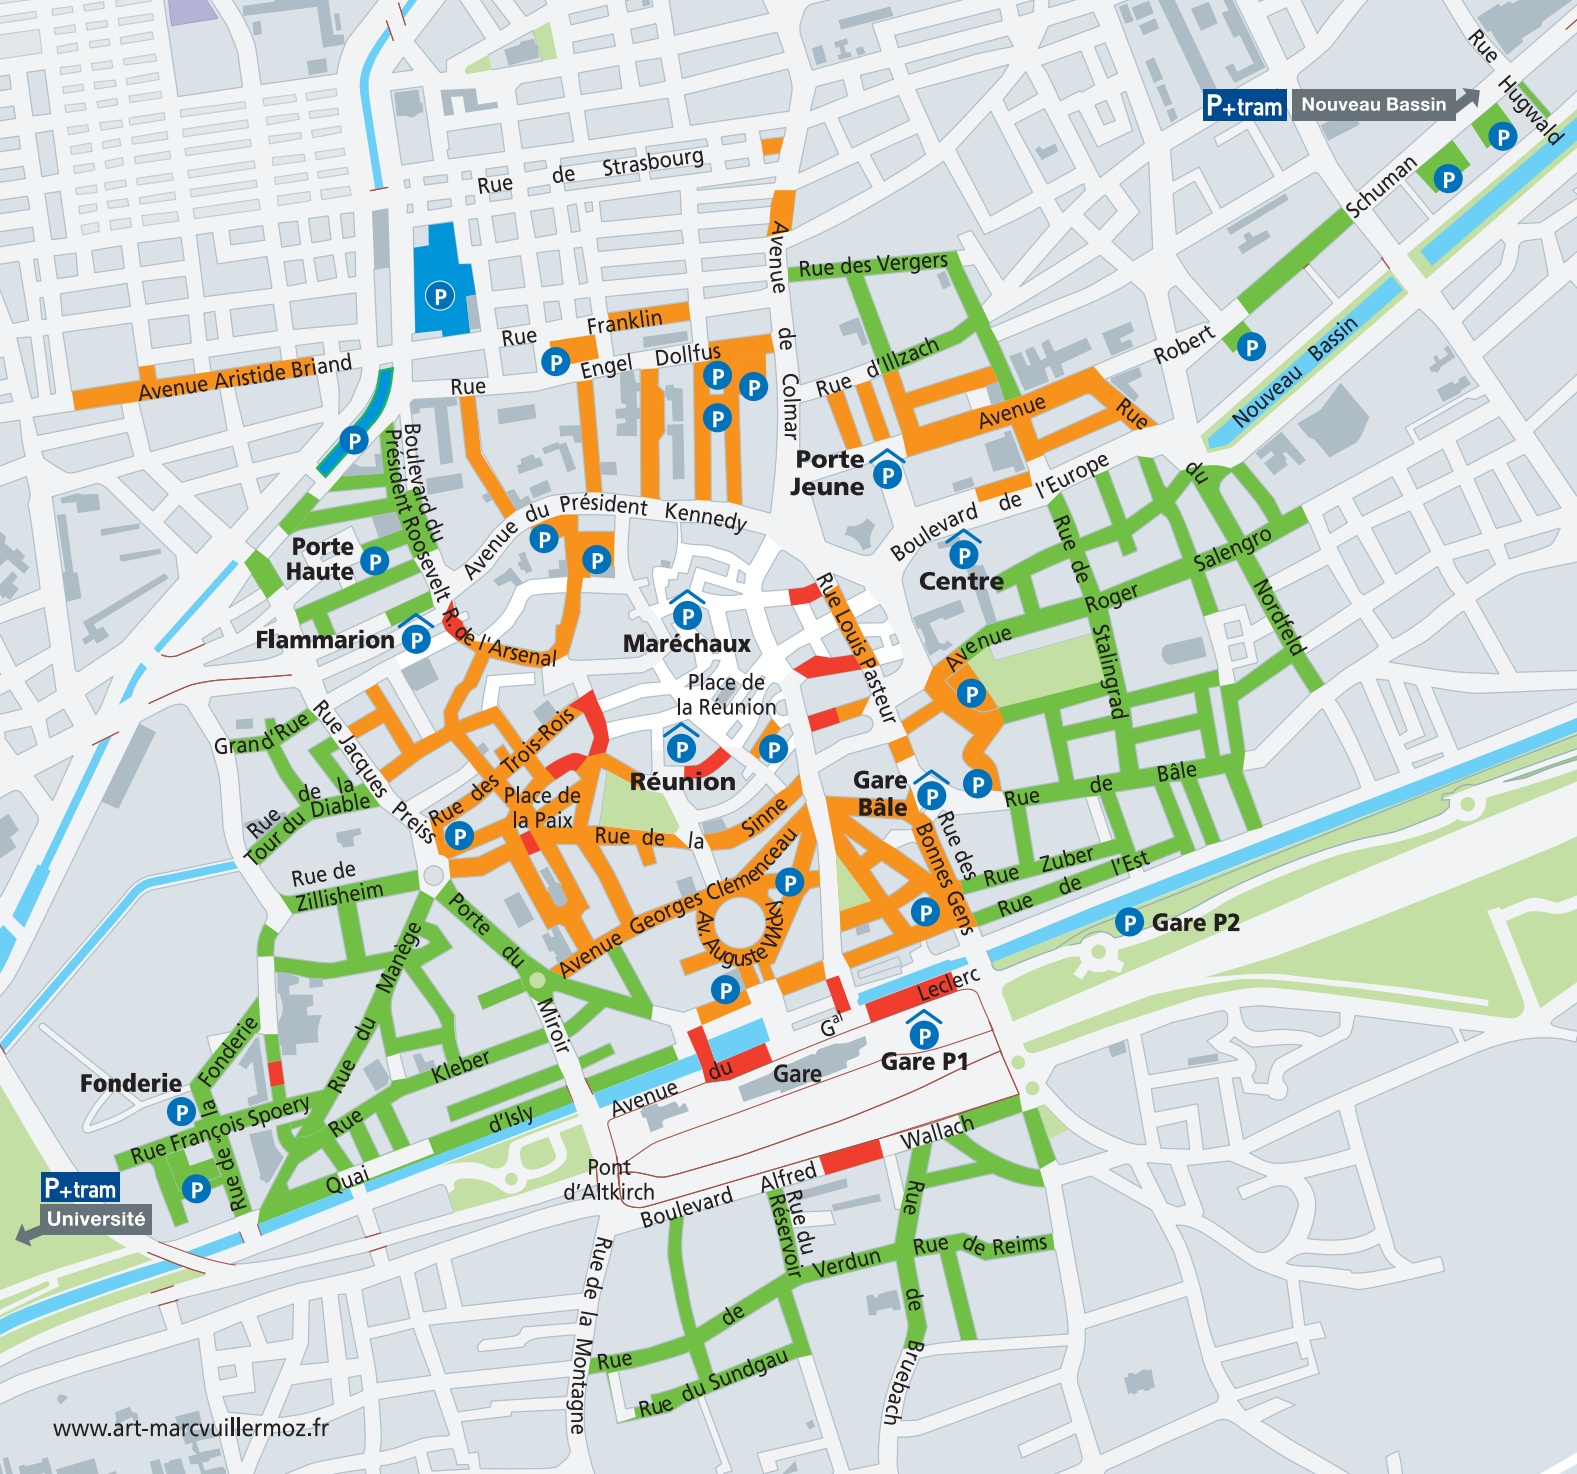 Rue
Hugwald
P+tram
Nouveau Bassin
P
P
Rue de Strasbourg
Schuman
Avenue
de
Colmar
Rue des Vergers
P
Rue
Franklin
Robert
P
Nouveau Bassin
Avenue Aristide Briand
P
Engel Dollfus
Rue
P
P
P
Rue d'Illzach
Avenue
Rue
P
Boulevard du
Président Roosevelt
Porte
Jeune
P
du
Boulevard de l'Europe
Avenue du Président Kennedy
P
P
Porte
Haute
P
P
Centre
Rue de
Stalingrad
Avenue
Roger
Salengro
Nordfeld
P
Maréchaux
Flammarion
P
R. de l'Arsenal
Rue Louis Pasteur
Place de
la Réunion
P
P
Réunion
P
Grand'Rue
Rue Jacques Preiss
Rue des Trois-Rois
Rue
de la
Tour du Diable
P
Place de
la Paix
Rue de la Sinne
Gare
Bâle
P
P
Rue de Bâle
Rue des
Bonnes Gens
Rue Zuber
Rue de l'Est
Rue de
Zillisheim
P
P
P
Gare P2
Porte du
Miroir
Avenue Georges Clémenceau
Av. Auguste Wicky
P
Rue du Manège
Gal
Leclerc
P
Gare P1
Gare
Avenue du
Fonderie
P
Rue de la Fonderie
Rue François Spoery
Rue
Kleber
Quai
d'Isly
P
P+tram
Université
Pont
d'Altkirch
Boulevard Alfred
Wallach
Rue du
Réservoir
Rue de la Montagne
Rue de Verdun
Rue de Reims
Rue de Bruebach
Rue du Sundgau
www.art-marcvuillermoz.fr